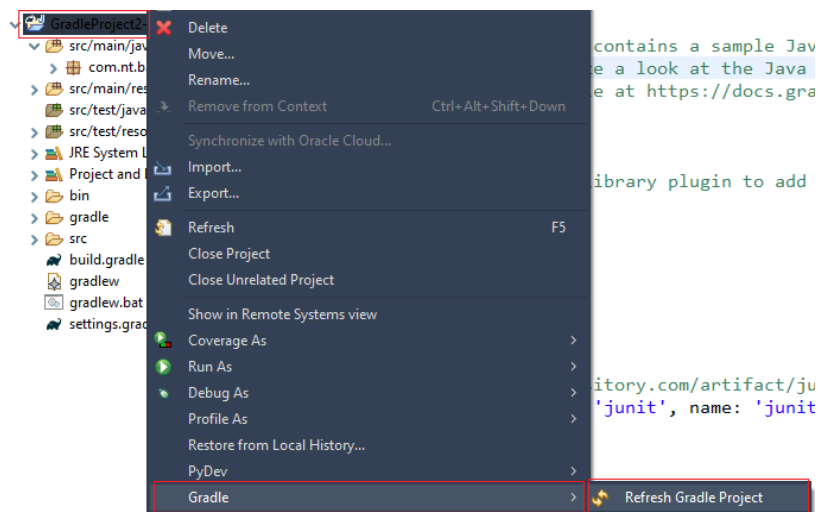 GradleProject2-
src/main/jav
com.nt.b
src/main/res
src/test/java
src/test/reso
JRE System L
Project and
bin
gradle
src
build.gradle
gradlew
gradlew.bat
settings.grad
Delete
Move...
Rename...
Remove from Context Ctrl+Alt+Shift+Down
Synchronize with Oracle Cloud...
Import...
Export...
Refresh F5
Close Project
Close Unrelated Project
Show in Remote Systems view
Coverage As
Run As
Debug As
Profile As
Restore from Local History...
PyDev
Gradle
Refresh Gradle Project
contains a sample Jav
e a look at the Java
e at https://docs.gra
ibrary plugin to add
itory.com/artifact/ju
'junit', name: 'junit